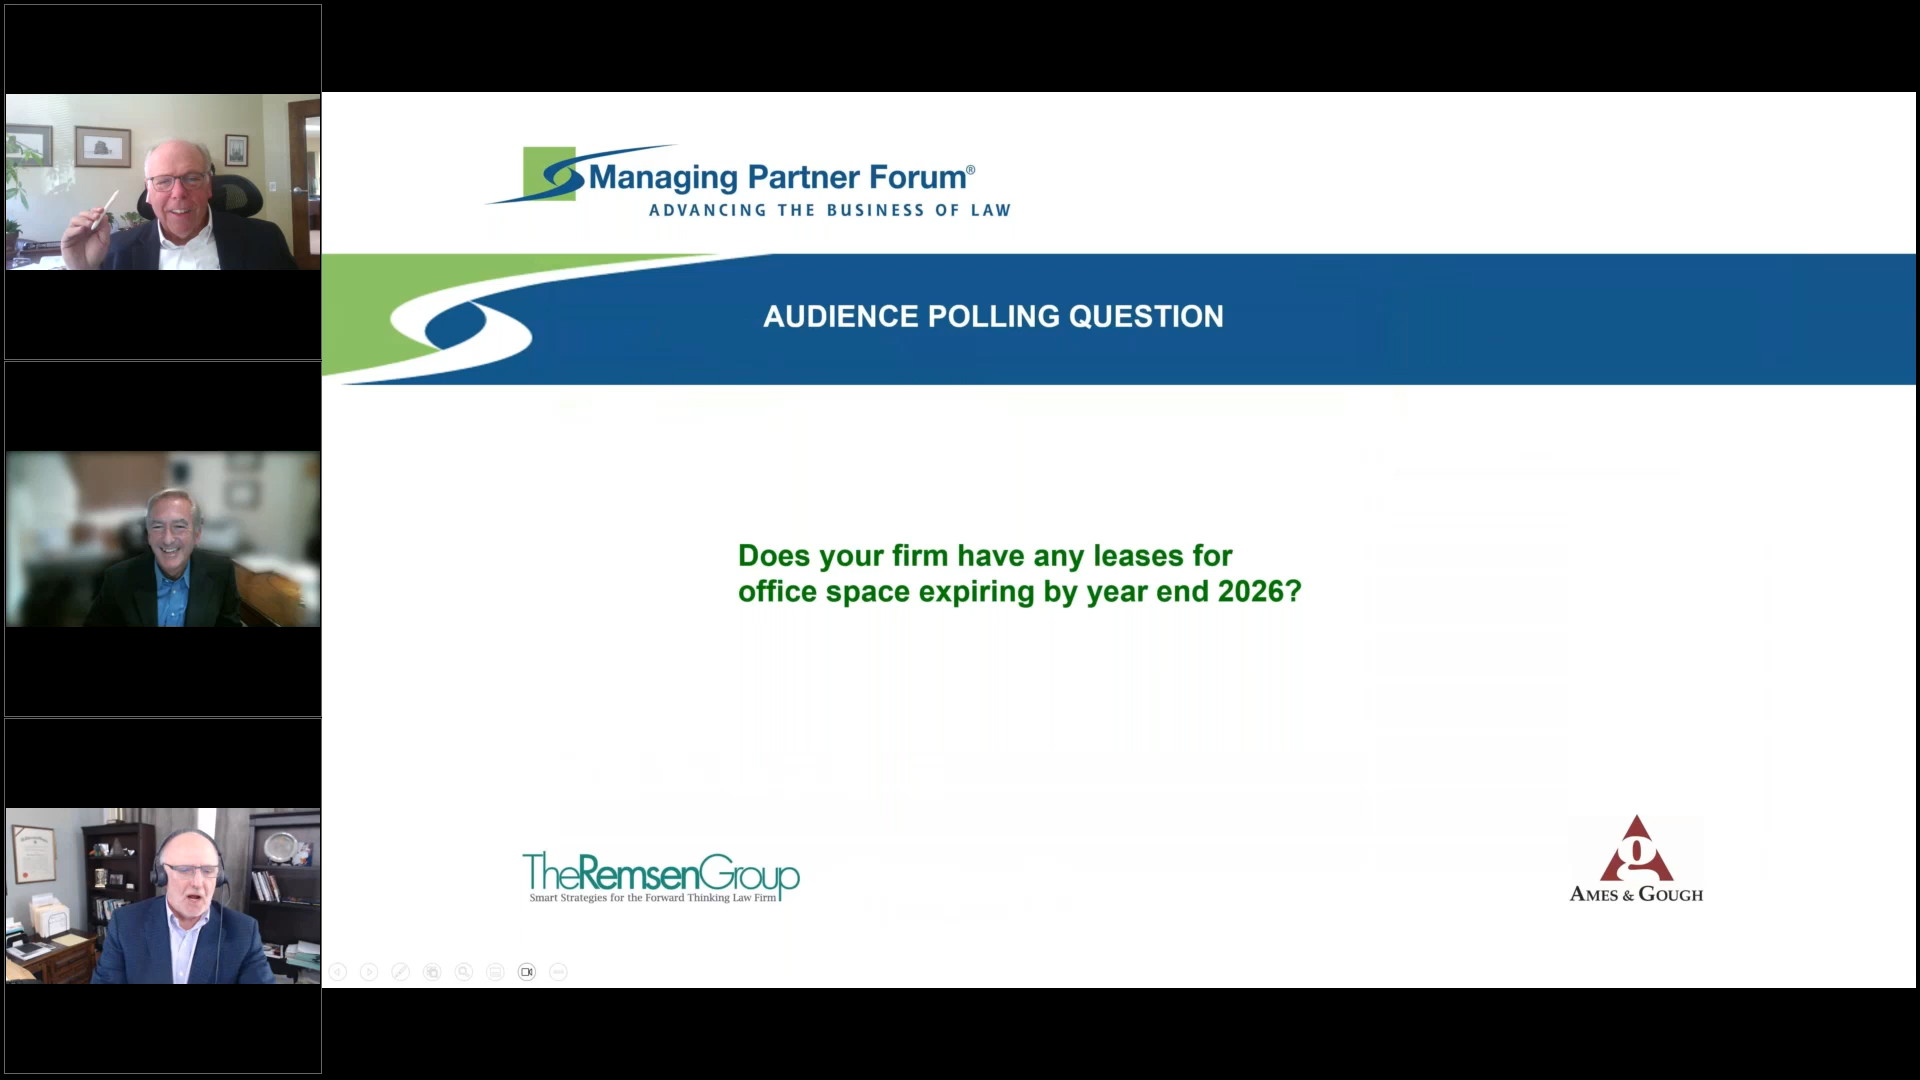 Managing Partner Forum®
ADVANCING THE BUSINESS OF LAW
AUDIENCE POLLING QUESTION
Does your firm have any leases for
office space expiring by year end 2026?
TheRemsenGroup
Smart Strategies for the Forward Thinking Law Firm
g
AMES & GOUGH